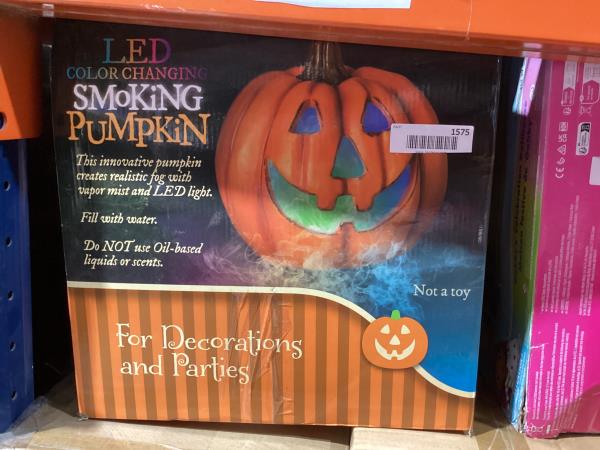 LED
COLOR CHANGING
SMOKiNG
PUMPKiN
This innovative pumpkin
creates realistic fog with
vapor mist and LED light.
Fill with water.
Do NOT use Oil-based
liquids or scents.
1575
Not a toy
For Decorations
and Parties